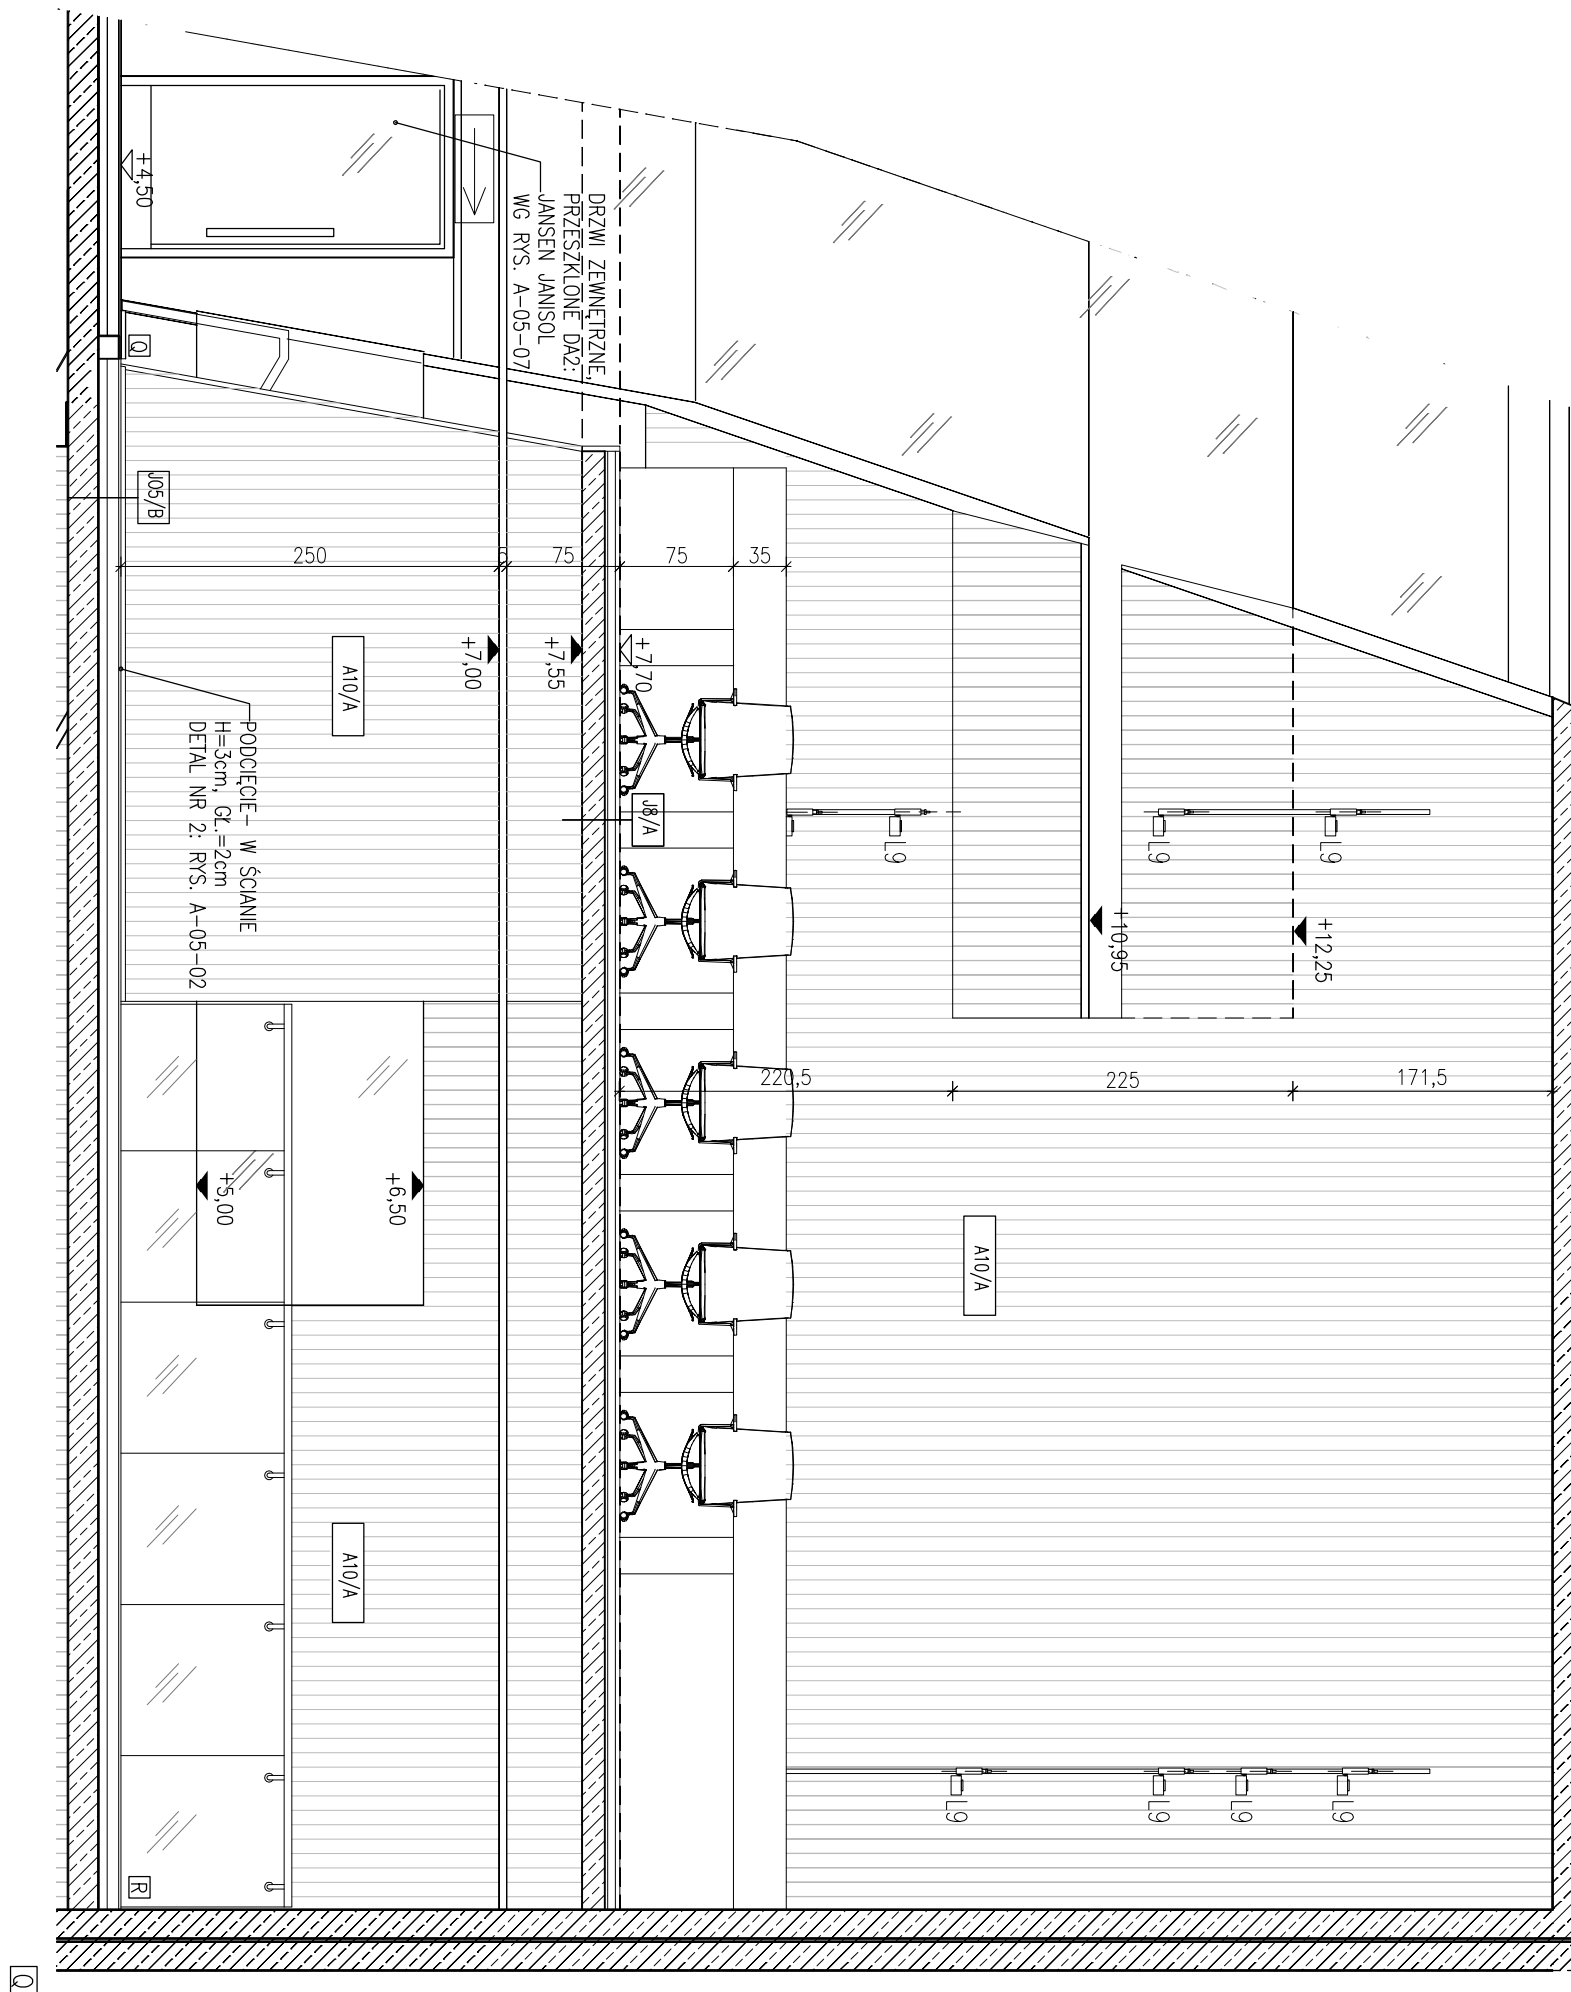 DRZWI ZEWNĘTRZNE,
PRZESZKLONE DA2:
JANSEN JANISOL
WG RYS. A-05-07
+4,50
Q
J05/B
250
5
75
75
35
+7,00
+7,55
+7,70
A10/A
PODCIĘCIE- W ŚCIANIE
H=3cm, GŁ.=2cm
DETAL NR 2: RYS. A-05-02
J8/A
L9
L9
L9
+10,95
+12,25
220,5
225
171,5
+5,00
+6,50
A10/A
A10/A
L9
L9
L9
L9
R
Q